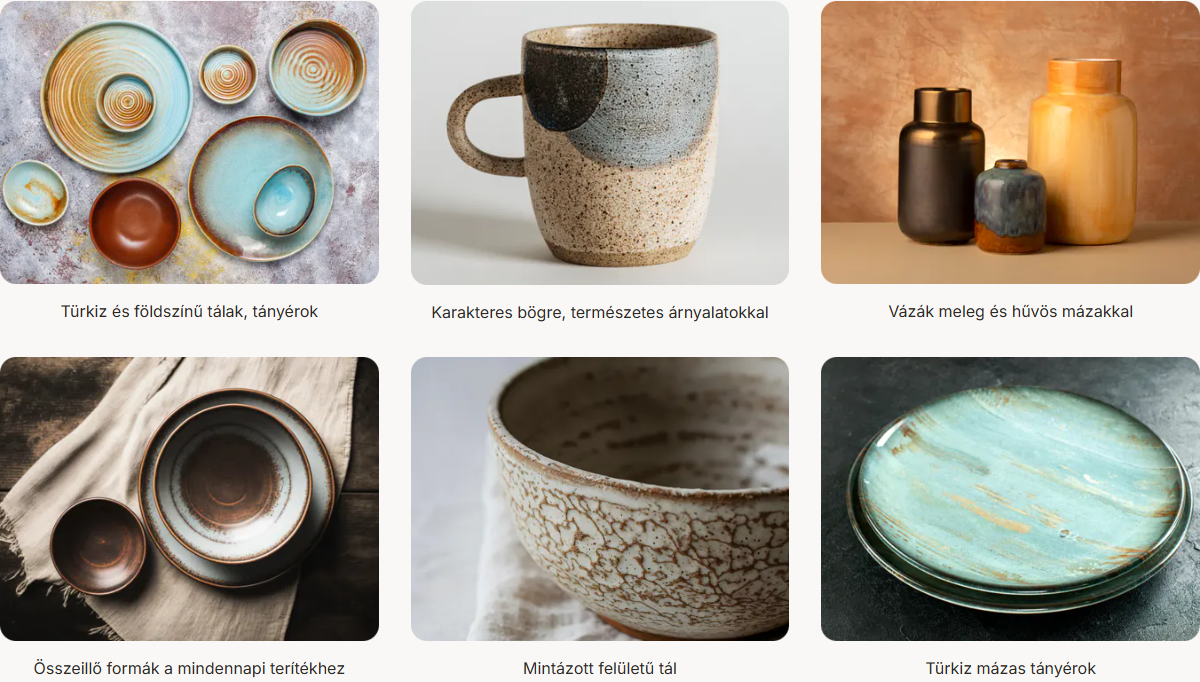 Türkiz és földszínű tálak, tányérok
Karakteres bögre, természetes árnyalatokkal
Vázák meleg és hűvös mázakkal
Összeillő formák a mindennapi terítékhez
Mintázott felületű tál
Türkiz mázas tányérok